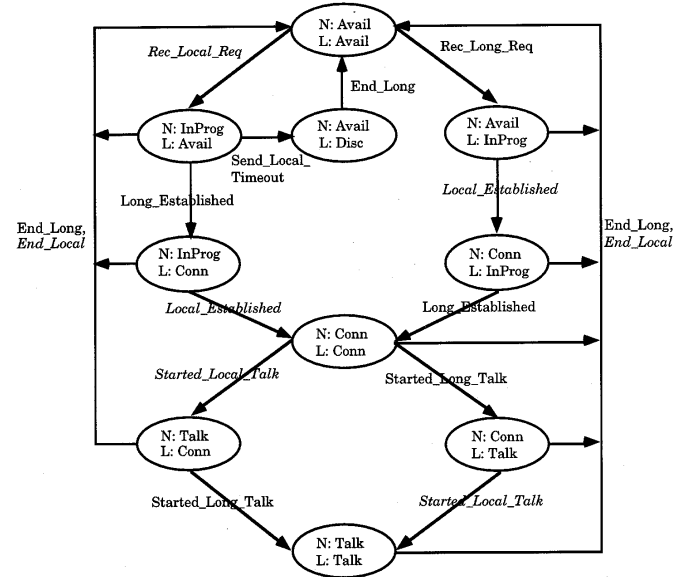 N: Avail
L: Avail
Rec_Local_Req
Rec_Long_Req
End_Long
N: InProg
L: Avail
N: Avail
L: Disc
N: Avail
L: InProg
Send_Local_
Timeout
Long_Established
Local_Established
End_Long,
End_Local
End_Long,
End_Local
N: InProg
L: Conn
N: Conn
L: InProg
Local_Established
Long_Established
N: Conn
L: Conn
Started_Local_Talk
Started_Long_Talk
N: Talk
L: Conn
N: Conn
L: Talk
Started_Long_Talk
Started_Local_Talk
N: Talk
L: Talk